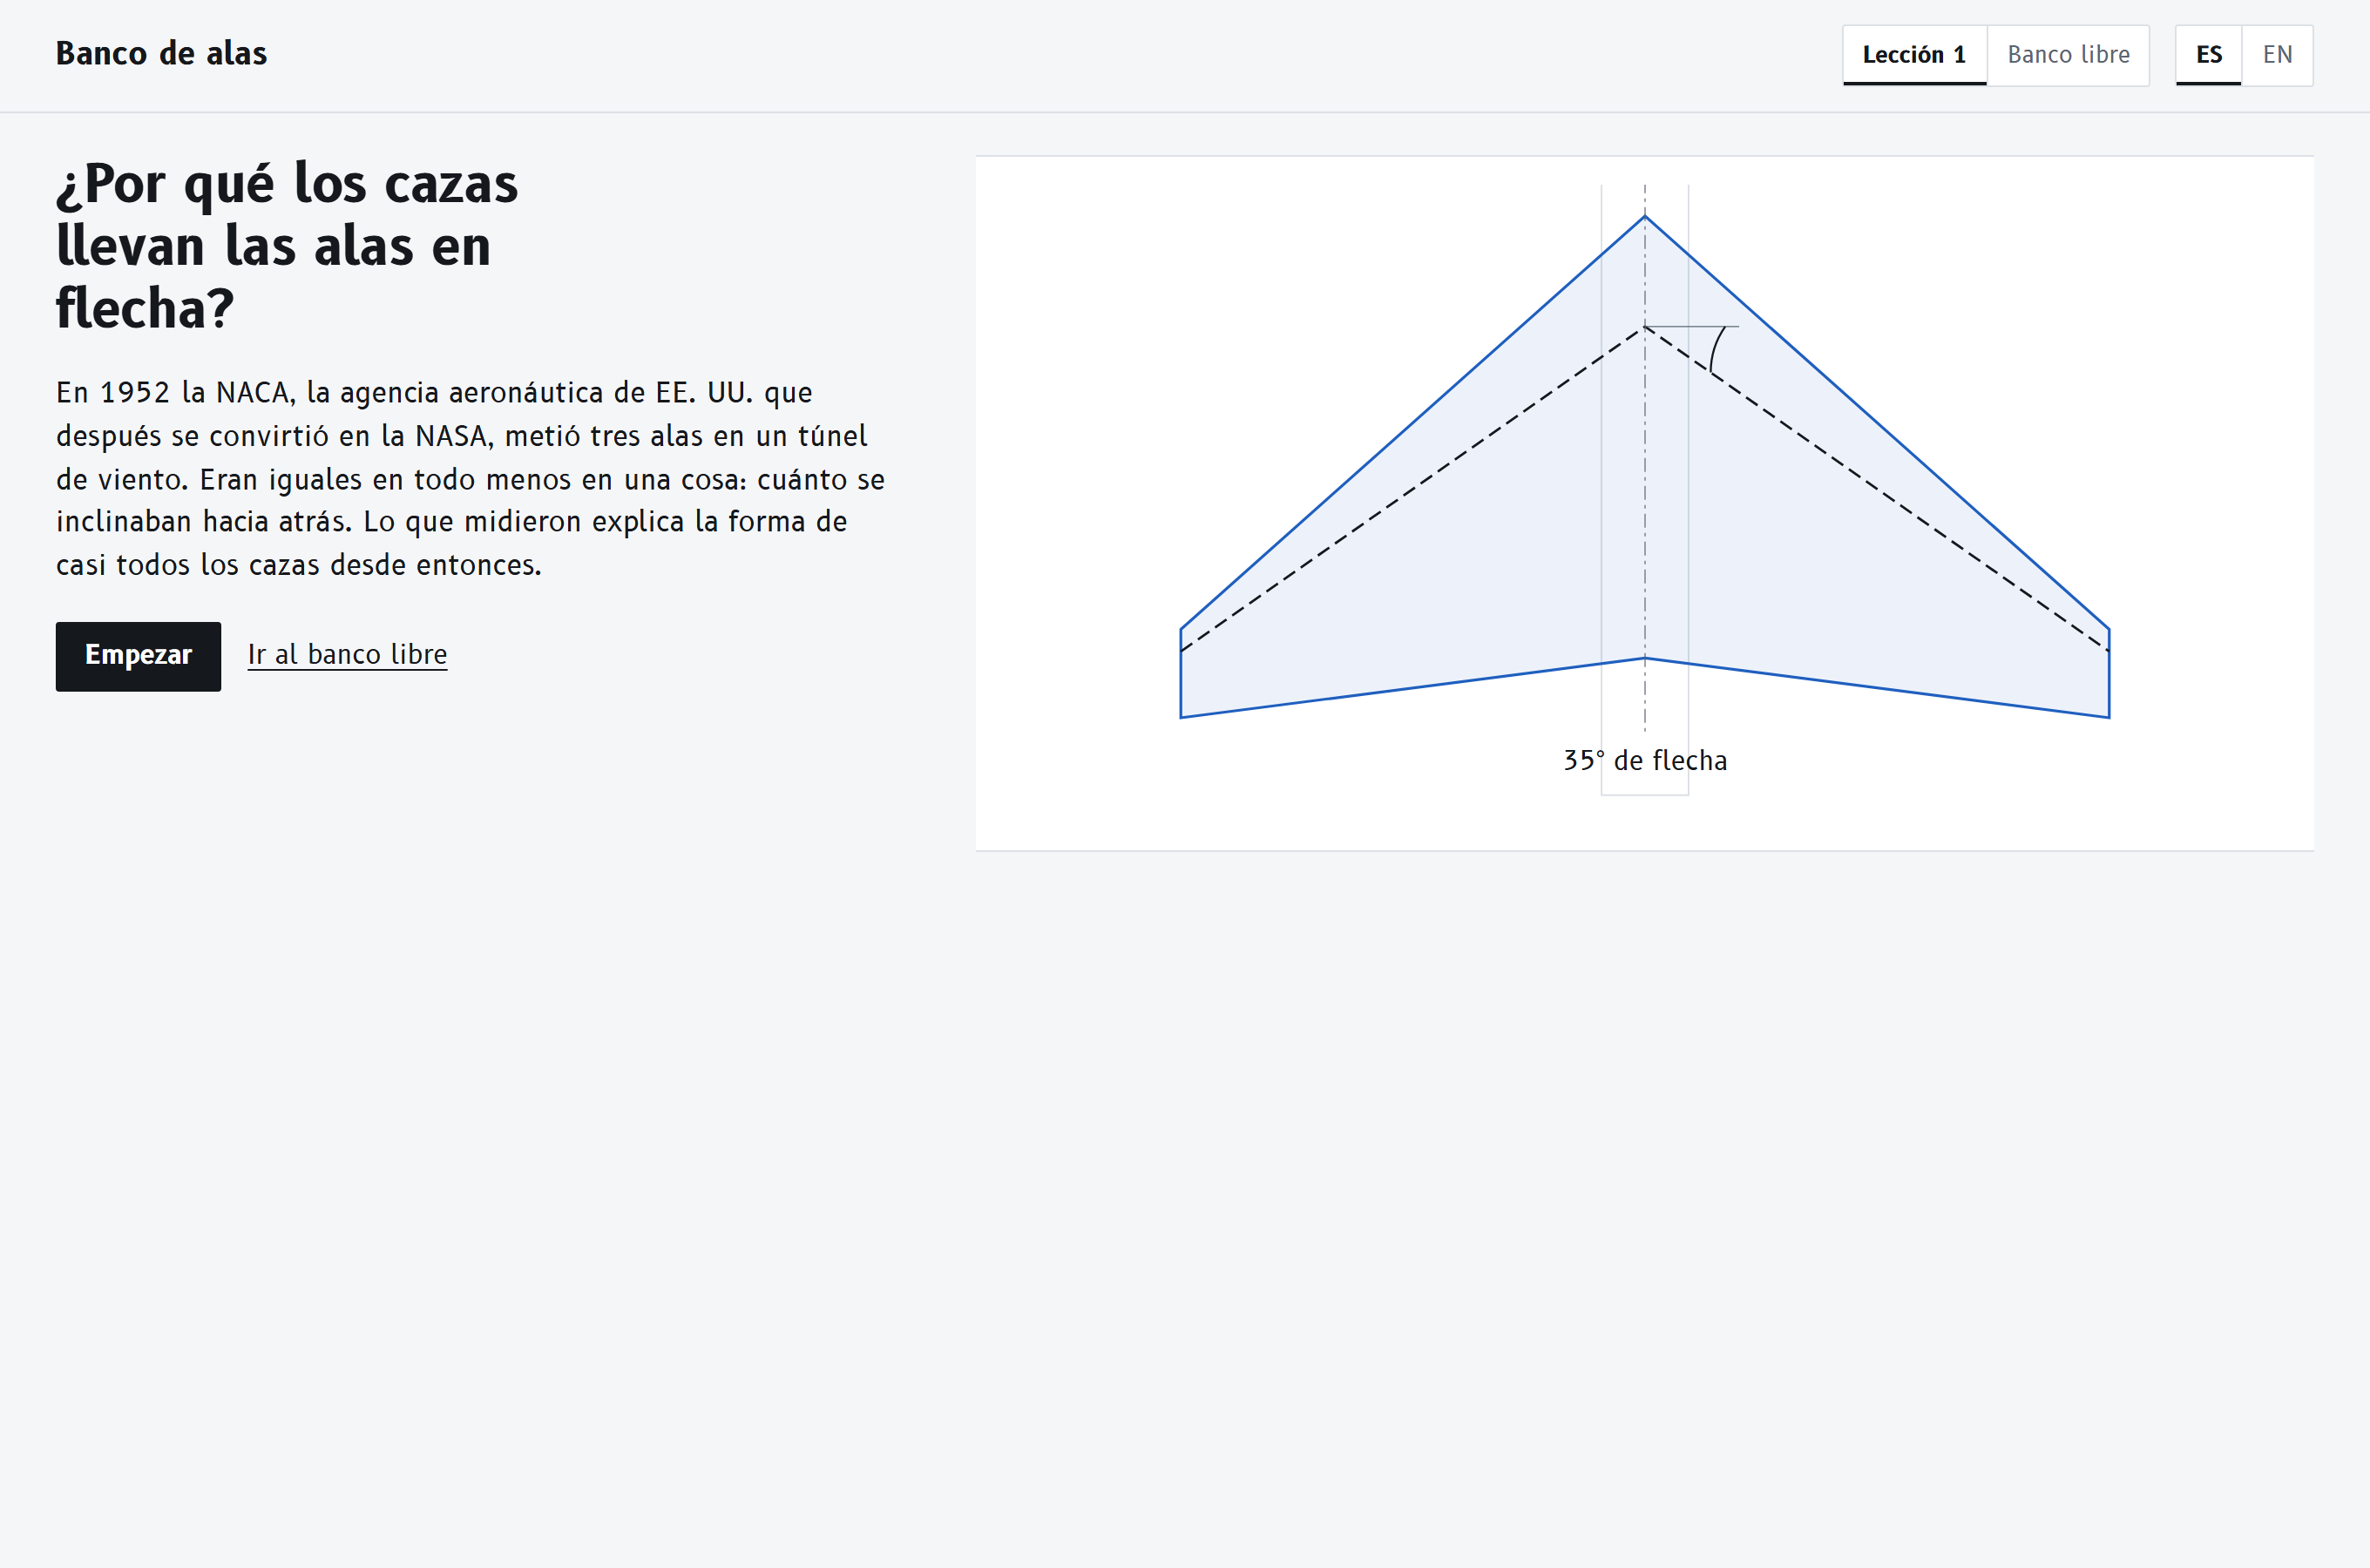 Banco de alas
Lección 1
Banco libre
ES
EN
¿Por qué los cazas
llevan las alas en
flecha?
En 1952 la NACA, la agencia aeronáutica de EE. UU. que
después se convirtió en la NASA, metió tres alas en un túnel
de viento. Eran iguales en todo menos en una cosa: cuánto se
inclinaban hacia atrás. Lo que midieron explica la forma de
casi todos los cazas desde entonces.
Empezar
Ir al banco libre
35° de flecha